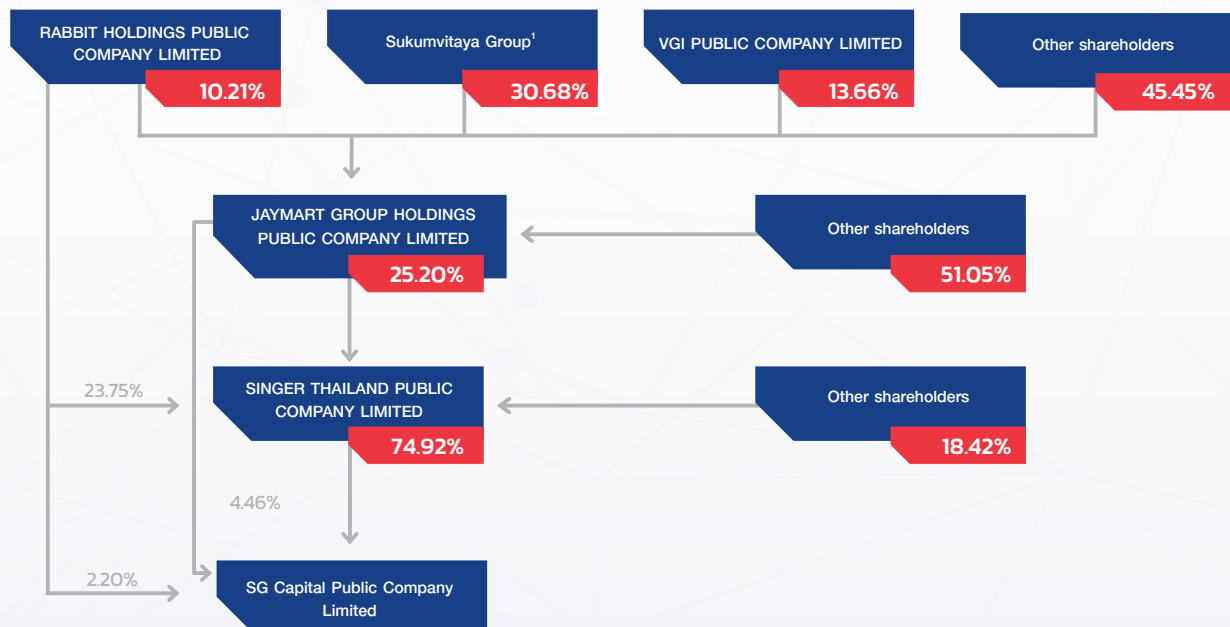 RABBIT HOLDINGS PUBLIC
COMPANY LIMITED
10.21%
Sukumvitaya Group¹
30.68%
VGI PUBLIC COMPANY LIMITED
13.66%
Other shareholders
45.45%
JAYMART GROUP HOLDINGS
PUBLIC COMPANY LIMITED
25.20%
Other shareholders
51.05%
23.75%
SINGER THAILAND PUBLIC
COMPANY LIMITED
74.92%
Other shareholders
18.42%
4.46%
2.20%
SG Capital Public Company
Limited